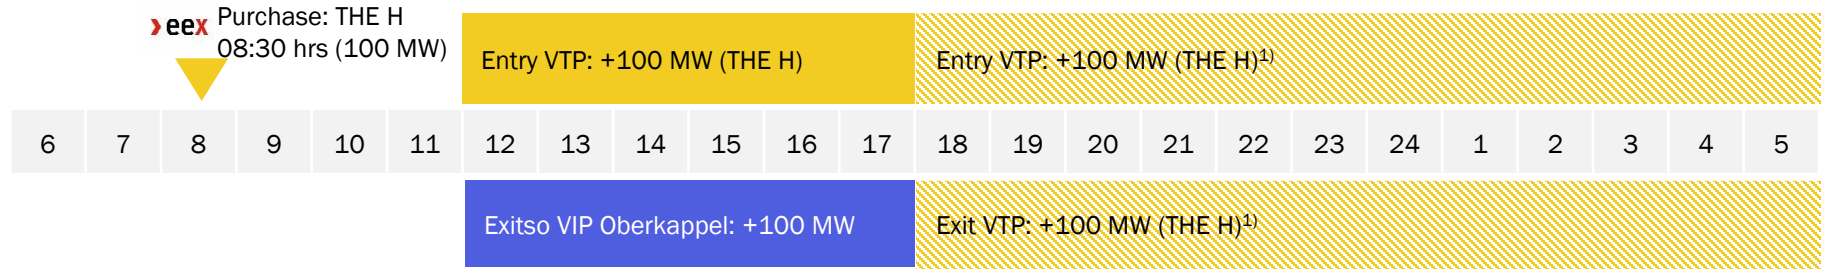 eex
Purchase: THE H
08:30 hrs (100 MW)
Entry VTP: +100 MW (THE H)
Entry VTP: +100 MW (THE H)1)
6 7 8 9 10 11 12 13 14 15 16 17 18 19 20 21 22 23 24 1 2 3 4 5
Exitso VIP Oberkappel: +100 MW
Exit VTP: +100 MW (THE H)1)